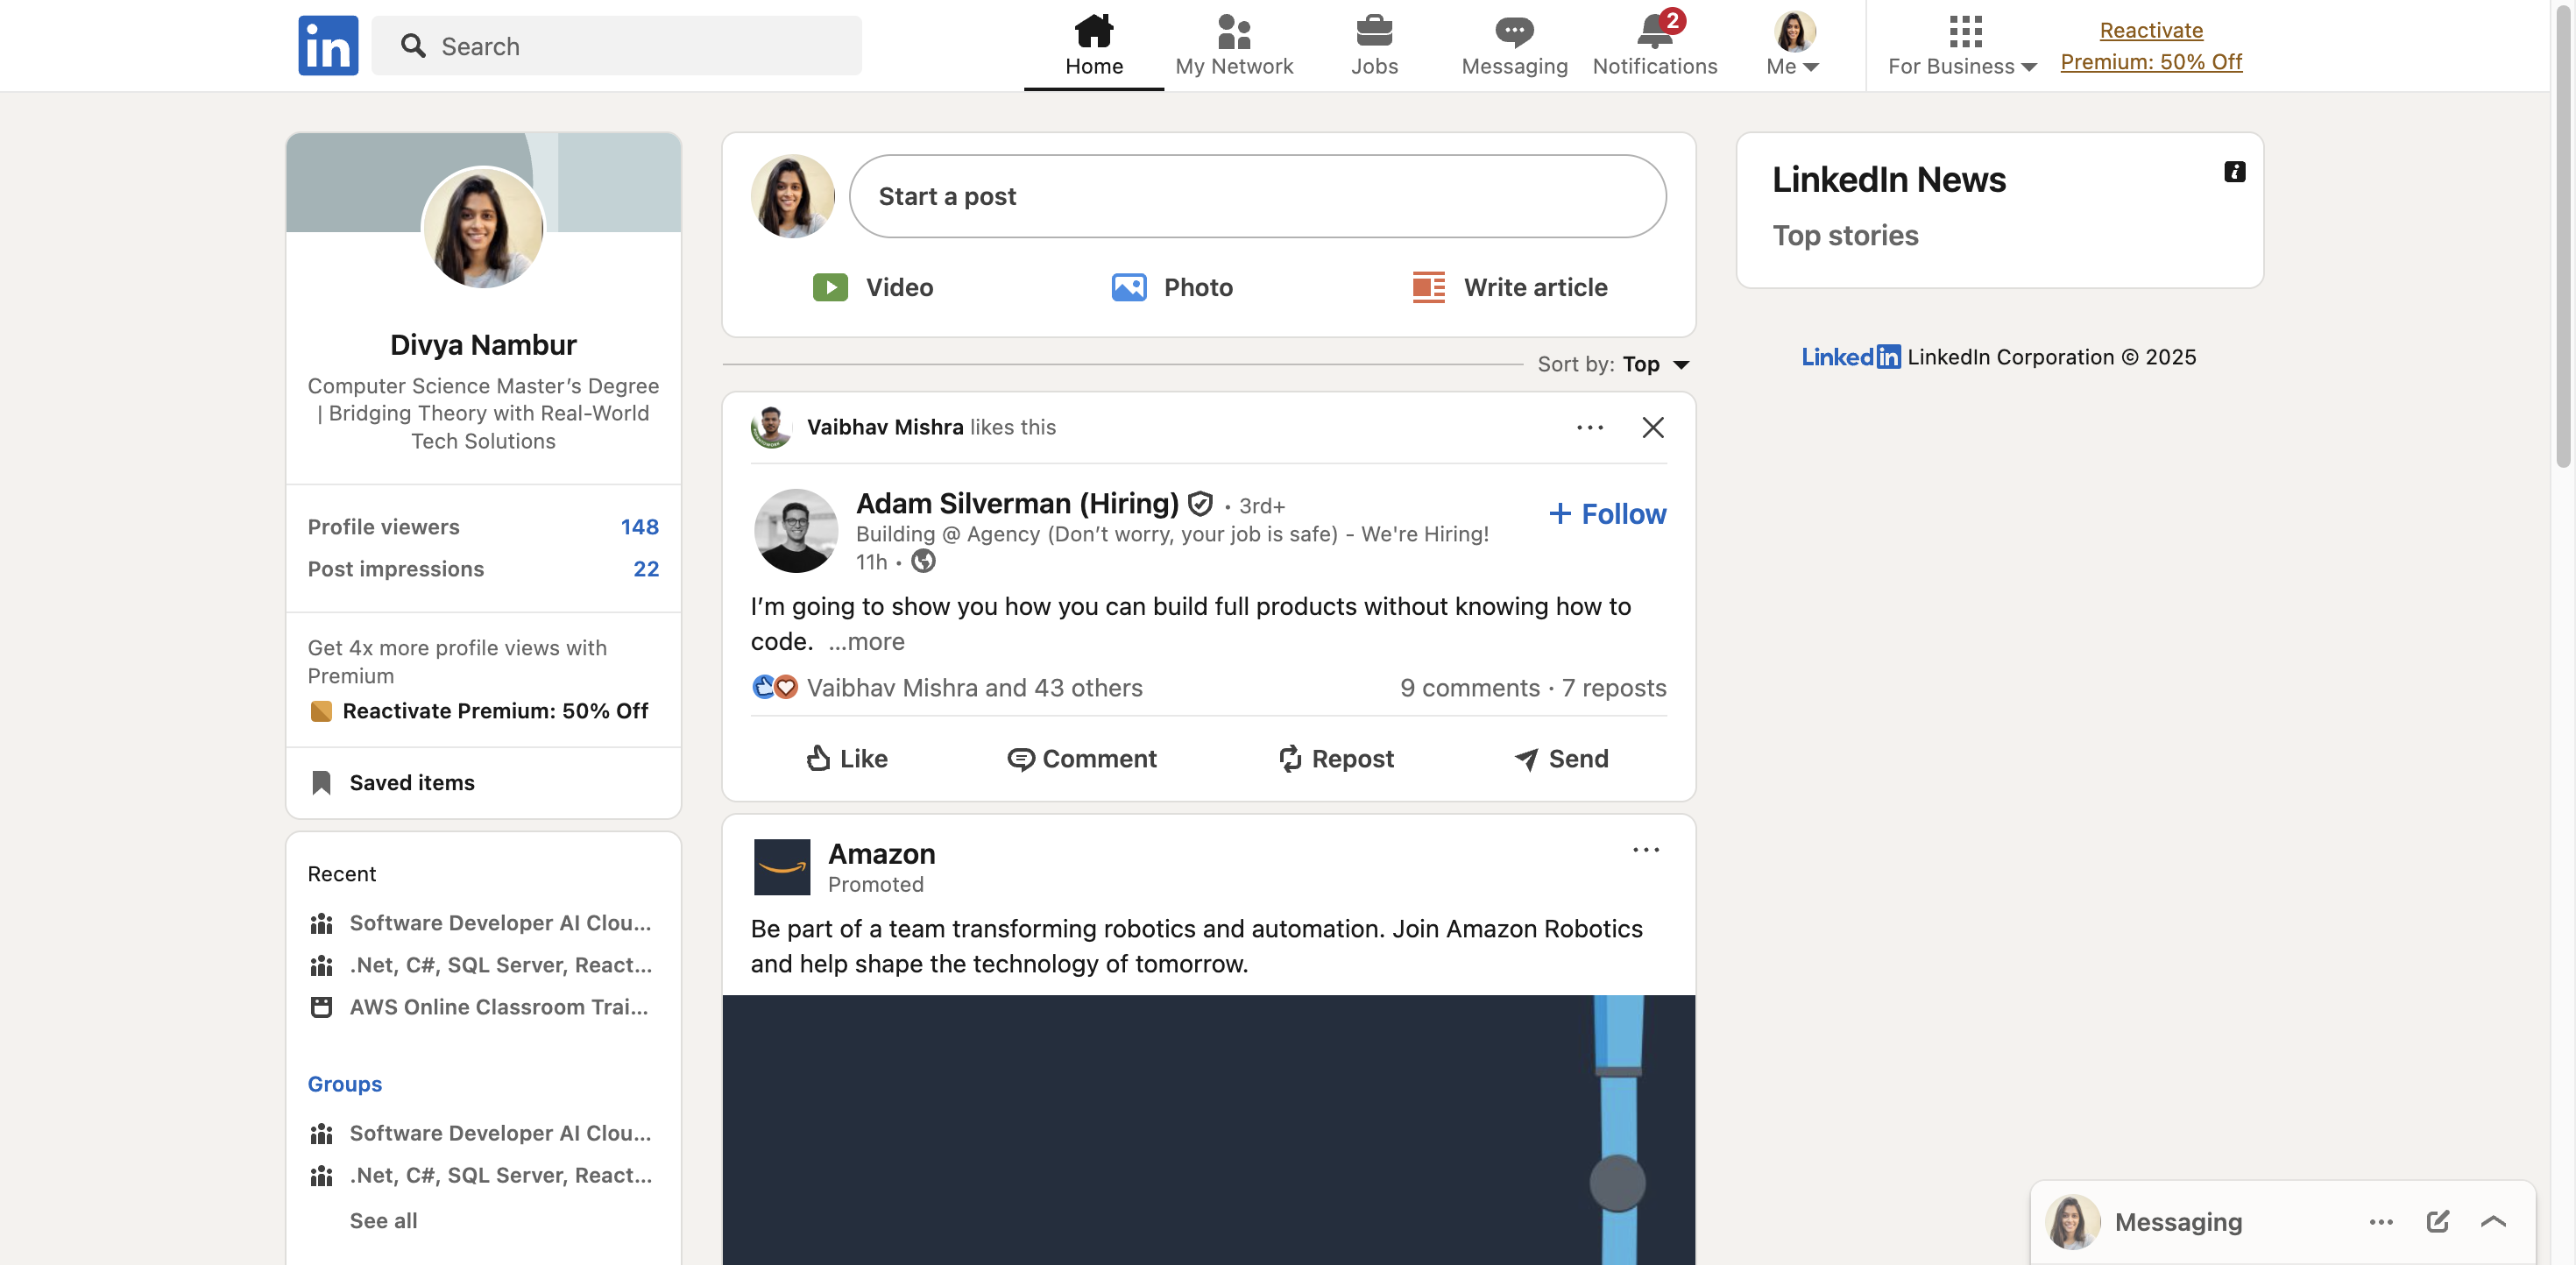 in
Search
Home
My Network
Jobs
Messaging
2
Notifications
Me
For Business
Reactivate
Premium: 50% Off
Divya Nambur
Computer Science Master’s Degree
| Bridging Theory with Real-World
Tech Solutions
Profile viewers 148
Post impressions 22
Get 4x more profile views with
Premium
Reactivate Premium: 50% Off
Saved items
Recent
Software Developer AI Clou...
.Net, C#, SQL Server, React...
AWS Online Classroom Trai...
Groups
Software Developer AI Clou...
.Net, C#, SQL Server, React...
See all
Start a post
Video
Photo
Write article
Sort by: Top
Vaibhav Mishra likes this
Adam Silverman (Hiring) • 3rd+
+ Follow
Building @ Agency (Don’t worry, your job is safe) - We're Hiring!
11h •
I’m going to show you how you can build full products without knowing how to
code. ...more
Vaibhav Mishra and 43 others
9 comments · 7 reposts
Like
Comment
Repost
Send
Amazon
Promoted
Be part of a team transforming robotics and automation. Join Amazon Robotics
and help shape the technology of tomorrow.
LinkedIn News
Top stories
LinkedIn LinkedIn Corporation © 2025
Messaging